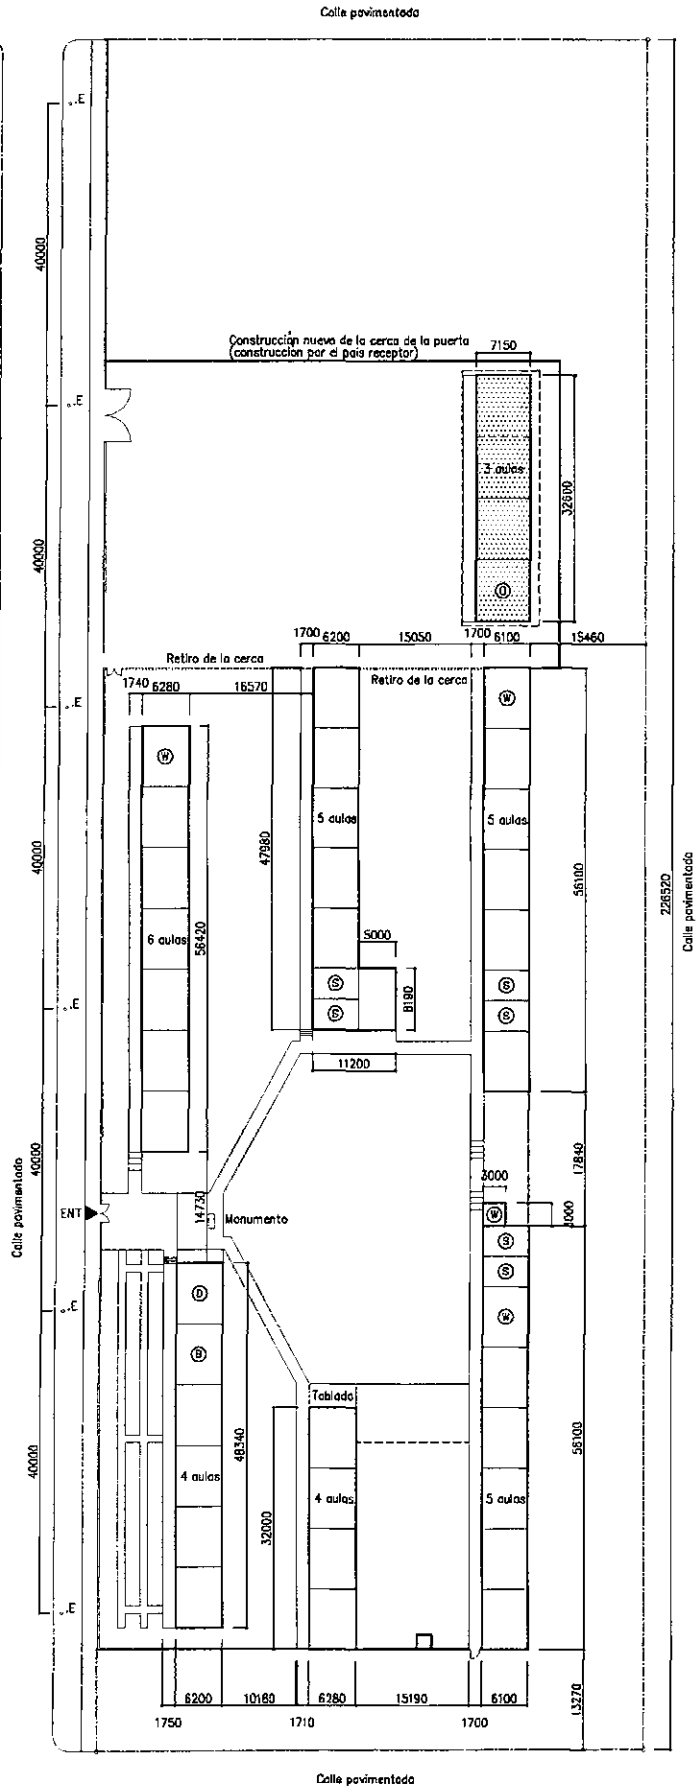 Calle pavimentada
E
40000
Construcción nueva de la cerca de la puerta
(construccion por el pais receptor)
7150
E
3 aulas
32600
40000
O
1700 6200 15050 1700 6100 15460
Retiro de la cerca
Retiro de la cerca
1740 6280 16570
E
W
W
5 aulas
5 aulas
47980
40000
56100
226520
Calle pavimentada
6 aulas
56420
5000
S
S
8190
S
S
E
11200
40000
17840
3000
Calle pavimentada
ENT
14730
Monumento
W
3000
S
D
S
E
W
B
Tablado
48340
40000
4 aulas
4 aulas
5 aulas
56100
32000
E
6200 10180 6280 15190 6100
13270
1750 1710 1700
Calle pavimentada